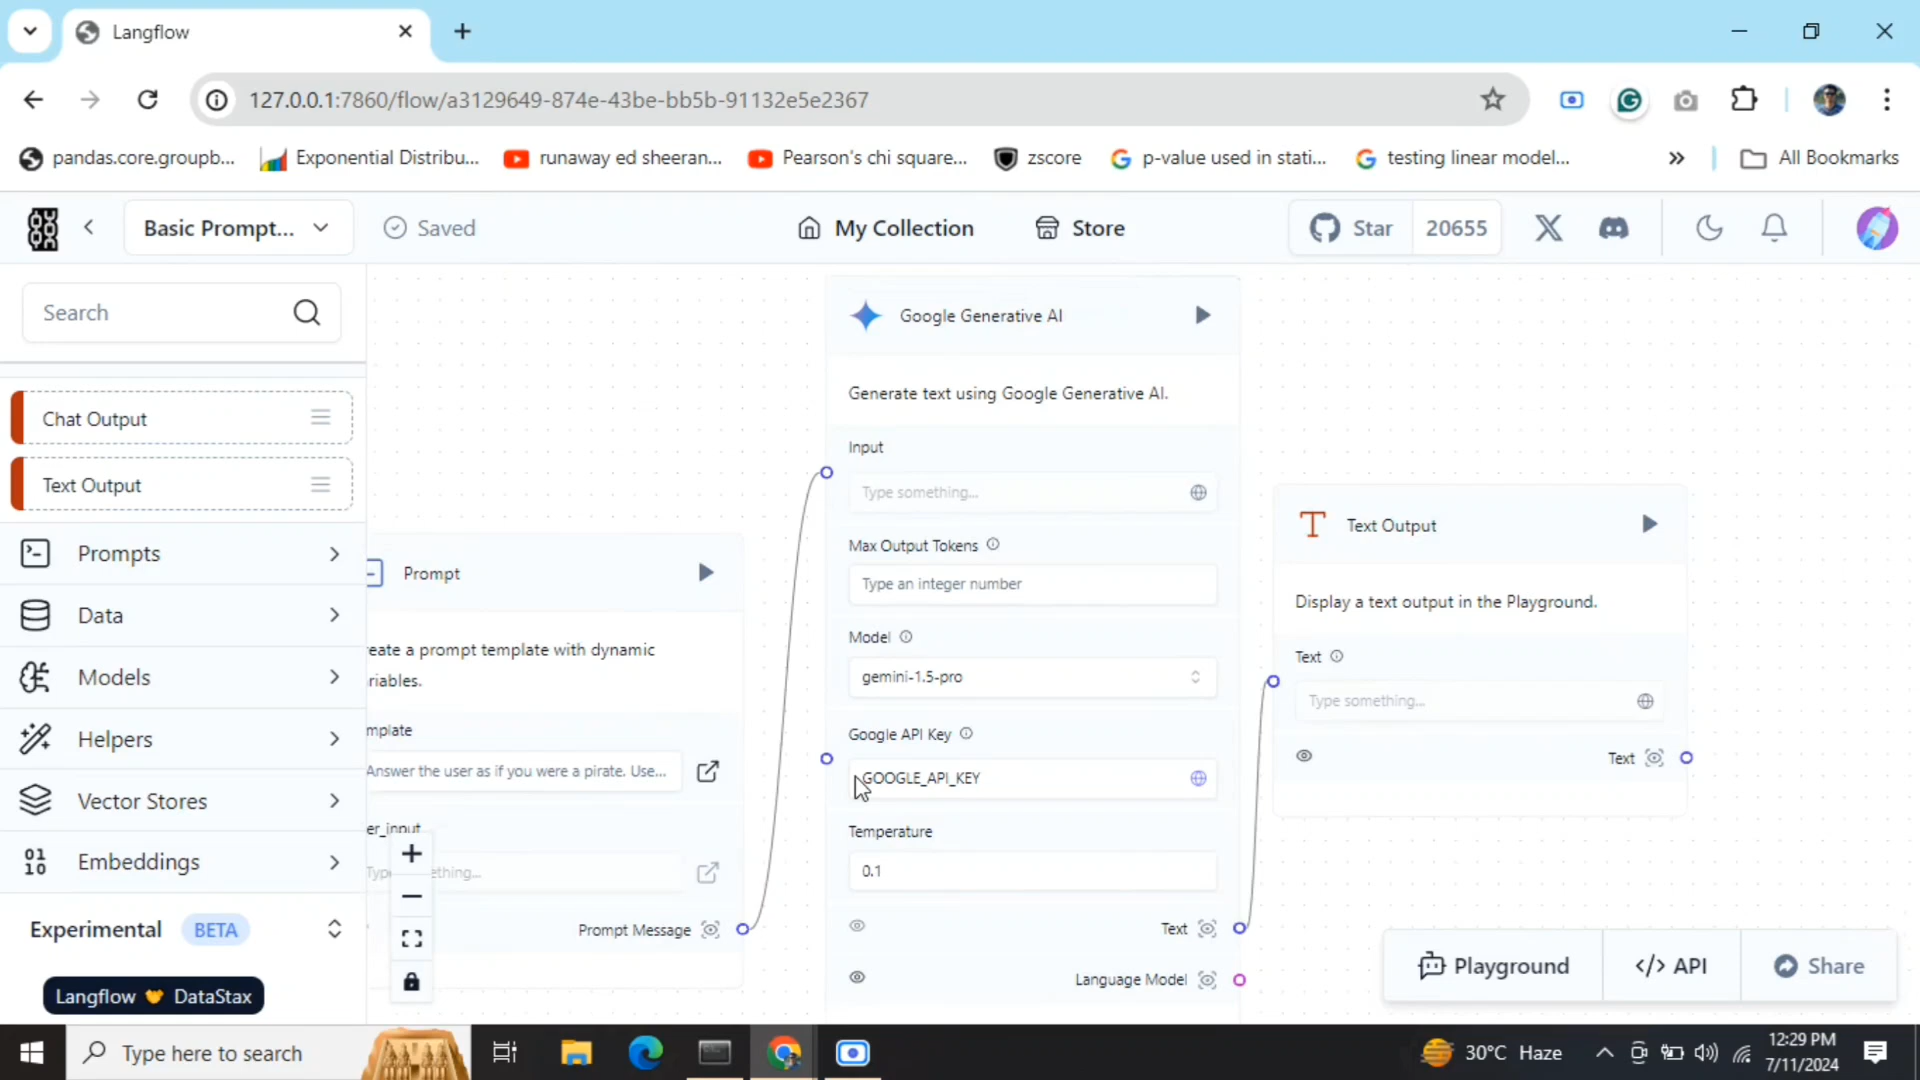 Langflow
127.0.0.1:7860/flow/a3129649-874e-43be-bb5b-91132e5e2367
pandas.core.groupb...
Exponential Distribu...
runaway ed sheeran...
Pearson's chi square...
zscore
p-value used in stati...
testing linear model...
All Bookmarks
Basic Prompt...
Saved
My Collection
Store
Star
20655
Search
Chat Output
Text Output
Prompts
Data
Models
Helpers
Vector Stores
Embeddings
Experimental
BETA
Langflow
DataStax
Prompt
eate a prompt template with dynamic
riables.
mplate
Answer the user as if you were a pirate. Use...
er_input
Prompt Message
Google Generative AI
Generate text using Google Generative AI.
Input
Type something...
Max Output Tokens
Type an integer number
Model
gemini-1.5-pro
Google API Key
GOOGLE_API_KEY
Temperature
0.1
Text
Language Model
Text Output
Display a text output in the Playground.
Text
Type something...
Text
Playground
</> API
Share
Type here to search
30°C Haze
12:29 PM
7/11/2024